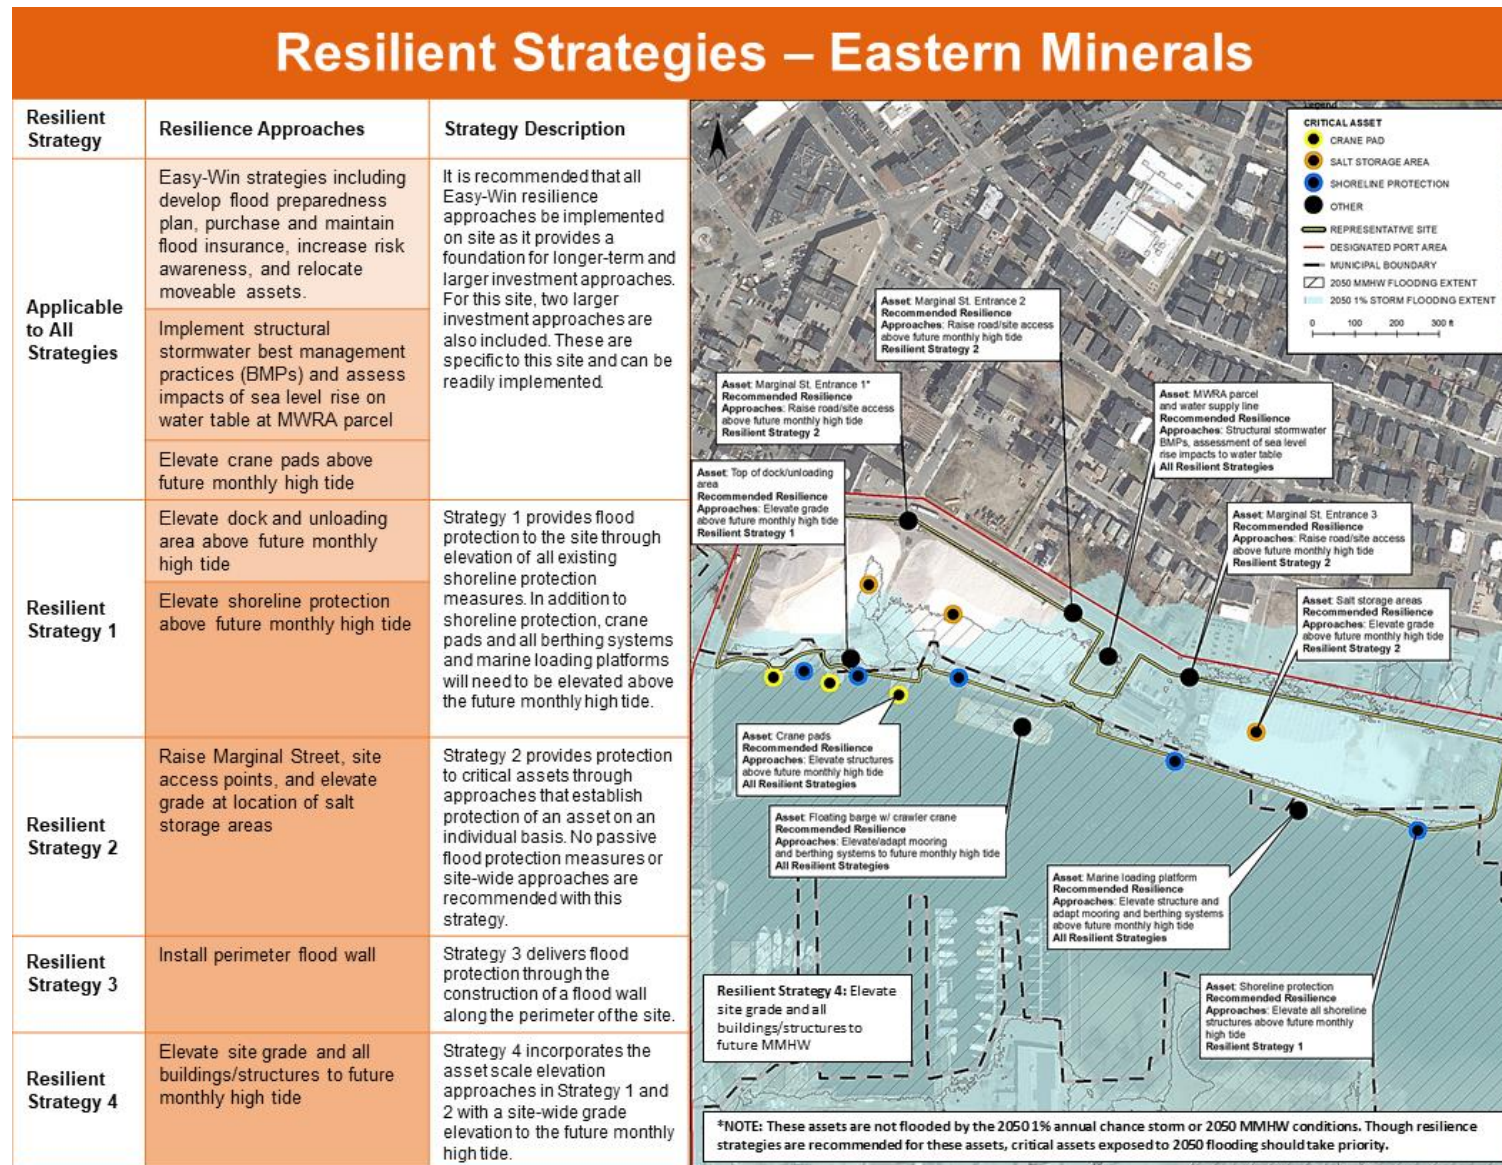 Resilient Strategies – Eastern Minerals
Resilient
Strategy
Resilience Approaches
Strategy Description
Applicable
to All
Strategies
Easy-Win strategies including
develop flood preparedness
plan, purchase and maintain
flood insurance, increase risk
awareness, and relocate
moveable assets.
Implement structural
stormwater best management
practices (BMPs) and assess
impacts of sea level rise on
water table at MWRA parcel
Elevate crane pads above
future monthly high tide
It is recommended that all
Easy-Win resilience
approaches be implemented
on site as it provides a
foundation for longer-term and
larger investment approaches.
For this site, two larger
investment approaches are
also included. These are
specific to this site and can be
readily implemented.
Resilient
Strategy 1
Elevate dock and unloading
area above future monthly
high tide
Elevate shoreline protection
above future monthly high tide
Strategy 1 provides flood
protection to the site through
elevation of all existing
shoreline protection
measures. In addition to
shoreline protection, crane
pads and all berthing systems
and marine loading platforms
will need to be elevated above
the future monthly high tide.
Resilient
Strategy 2
Raise Marginal Street, site
access points, and elevate
grade at location of salt
storage areas
Strategy 2 provides protection
to critical assets through
approaches that establish
protection of an asset on an
individual basis. No passive
flood protection measures or
site-wide approaches are
recommended with this
strategy.
Resilient
Strategy 3
Install perimeter flood wall
Strategy 3 delivers flood
protection through the
construction of a flood wall
along the perimeter of the site.
Resilient
Strategy 4
Elevate site grade and all
buildings/structures to future
monthly high tide
Strategy 4 incorporates the
asset scale elevation
approaches in Strategy 1 and
2 with a site-wide grade
elevation to the future monthly
high tide.
Legend
CRITICAL ASSET
CRANE PAD
SALT STORAGE AREA
SHORELINE PROTECTION
OTHER
REPRESENTATIVE SITE
DESIGNATED PORT AREA
MUNICIPAL BOUNDARY
2050 MMHW FLOODING EXTENT
2050 1% STORM FLOODING EXTENT
0 100 200 300 ft
Asset: Marginal St. Entrance 2
Recommended Resilience
Approaches: Raise road/site access
above future monthly high tide
Resilient Strategy 2
Asset: Marginal St. Entrance 1*
Recommended Resilience
Approaches: Raise road/site access
above future monthly high tide
Resilient Strategy 2
Asset: MWRA parcel
and water supply line
Recommended Resilience
Approaches: Structural stormwater
BMPs, assessment of sea level
rise impacts to water table
All Resilient Strategies
Asset: Top of dock/unloading
area
Recommended Resilience
Approaches: Elevate grade
above future monthly high tide
Resilient Strategy 1
Asset: Marginal St. Entrance 3
Recommended Resilience
Approaches: Raise road/site access
above future monthly high tide
Resilient Strategy 2
Asset: Salt storage areas
Recommended Resilience
Approaches: Elevate grade
above future monthly high tide
Resilient Strategy 2
Asset: Crane pads
Recommended Resilience
Approaches: Elevate structures
above future monthly high tide
All Resilient Strategies
Asset: Floating barge w/ crawler crane
Recommended Resilience
Approaches: Elevate/adapt mooring
and berthing systems to future monthly high tide
All Resilient Strategies
Asset: Marine loading platform
Recommended Resilience
Approaches: Elevate structure and
adapt mooring and berthing systems
above future monthly high tide
All Resilient Strategies
Resilient Strategy 4: Elevate
site grade and all
buildings/structures to
future MMHW
Asset: Shoreline protection
Recommended Resilience
Approaches: Elevate all shoreline
structures above future monthly
high tide
Resilient Strategy 1
*NOTE: These assets are not flooded by the 2050 1% annual chance storm or 2050 MMHW conditions. Though resilience
strategies are recommended for these assets, critical assets exposed to 2050 flooding should take priority.